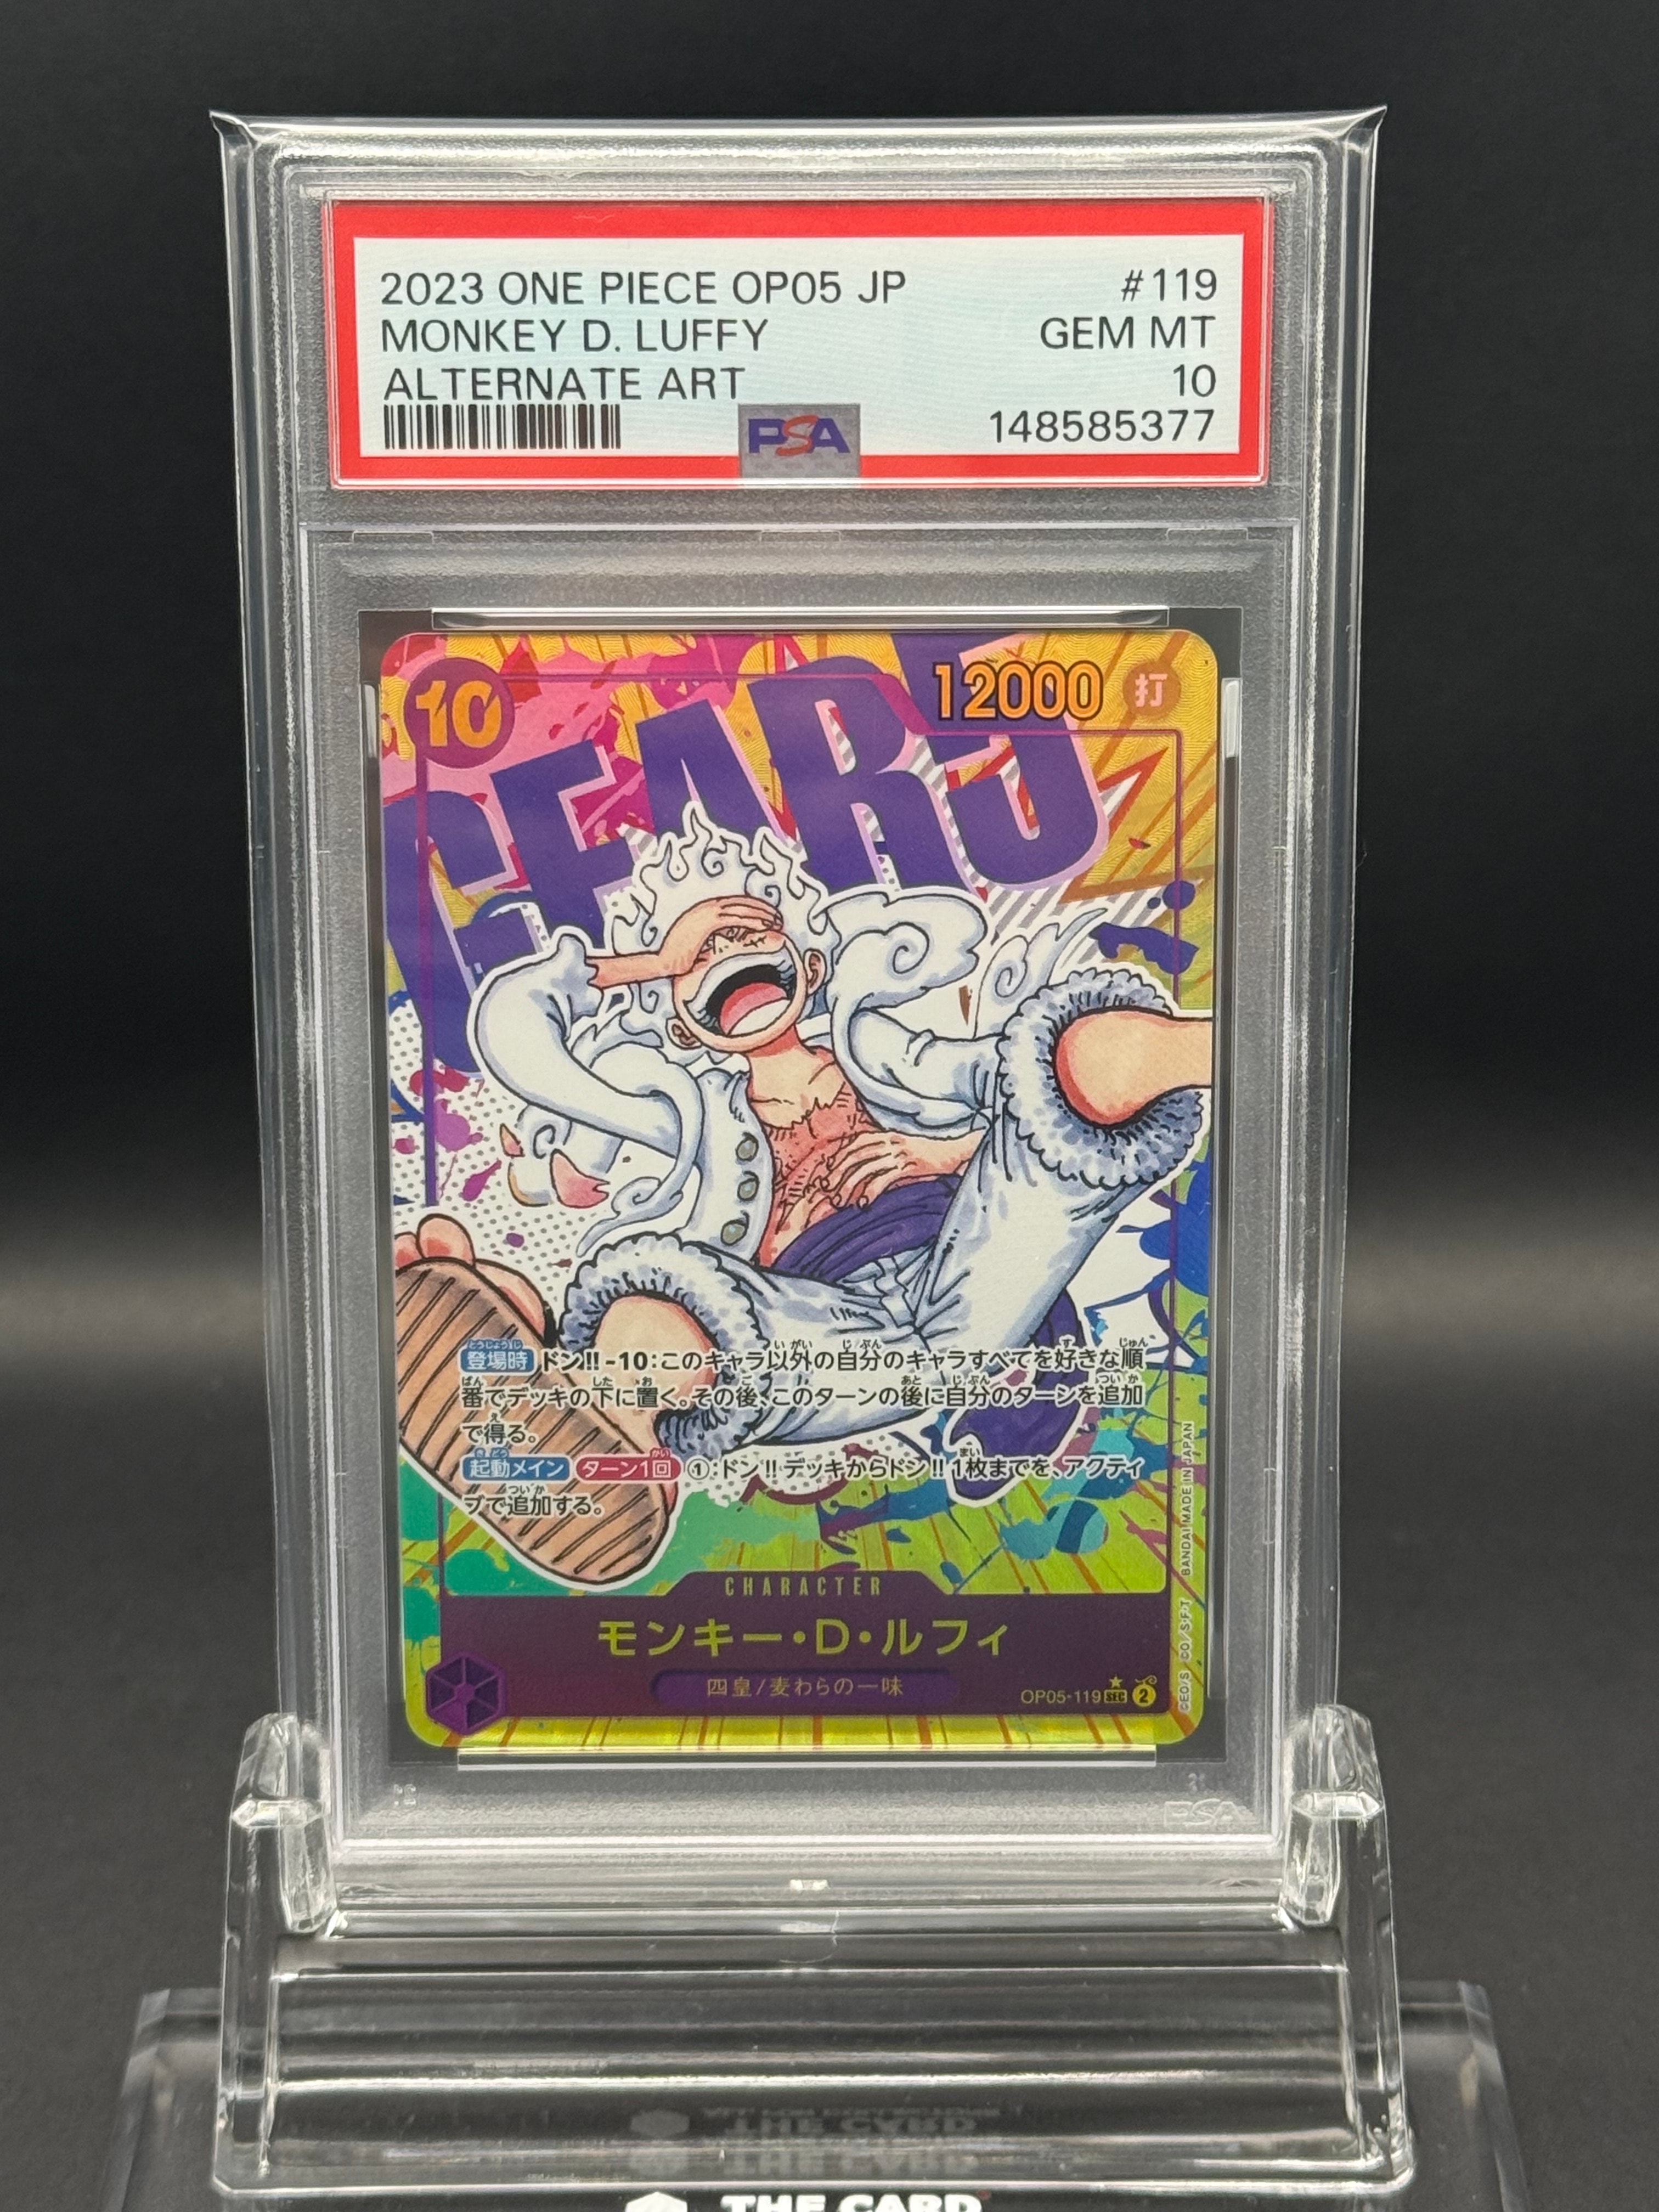 2023 ONE PIECE OP05 JP #119
MONKEY D. LUFFY GEM MT
ALTERNATE ART 10
PSA 148585377
10 12000 打
GEAR5
登場時 ドン!!-10:このキャラ以外の自分のキャラすべてを好きな順
番でデッキの下に置く。その後、このターンの後に自分のターンを追加
で得る。
起動メイン ターン1回 ①:ドン!!デッキからドン!!1枚までを、アクティ
ブで追加する。
CHARACTER
モンキー・D・ルフィ
四皇/麦わらの一味
OP05-119 SEC 2
©E.O/S ©O/S・F・T BANDAI MADE IN JAPAN
PSA
THE CARD